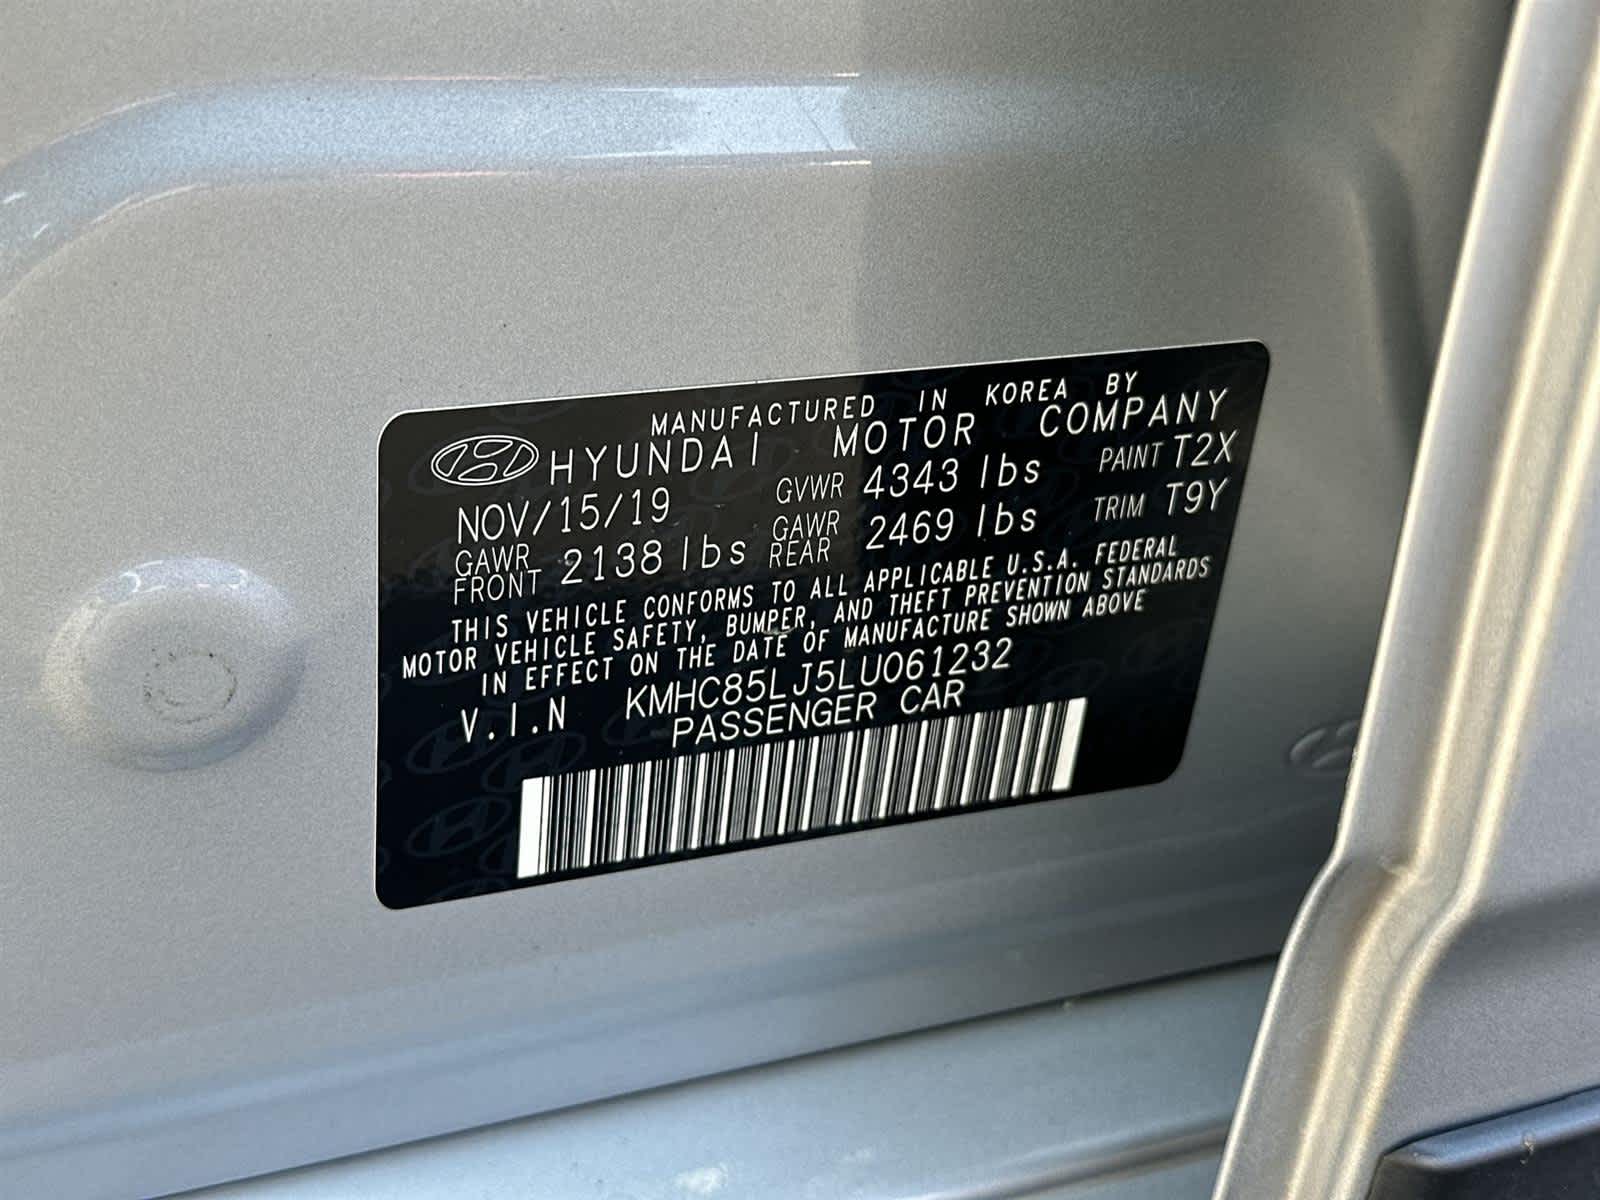 MANUFACTURED IN KOREA BY
HYUNDAI MOTOR COMPANY
NOV/15/19 GVWR 4343 lbs PAINT T2X
GAWR FRONT 2138 lbs GAWR REAR 2469 lbs TRIM T9Y
THIS VEHICLE CONFORMS TO ALL APPLICABLE U.S.A. FEDERAL
MOTOR VEHICLE SAFETY, BUMPER, AND THEFT PREVENTION STANDARDS
IN EFFECT ON THE DATE OF MANUFACTURE SHOWN ABOVE
V.I.N KMHC85LJ5LU061232
PASSENGER CAR